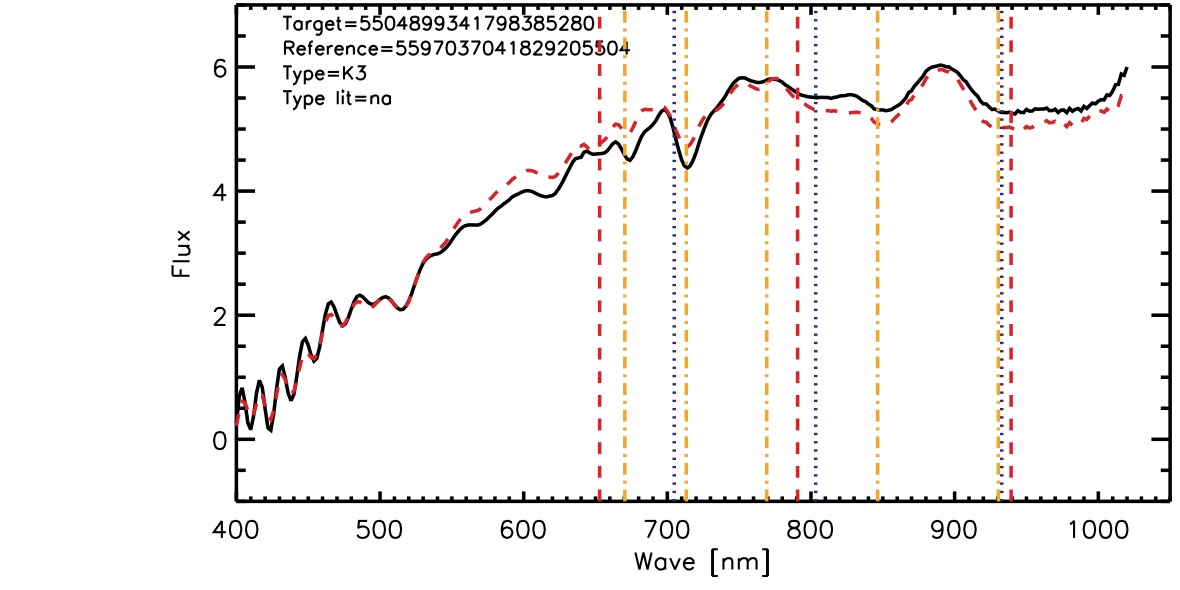 Target=5504899341798385280
Reference=5597037041829205504
Type=K3
Type lit=na
6
4
2
0
Flux
400 500 600 700 800 900 1000
Wave [nm]